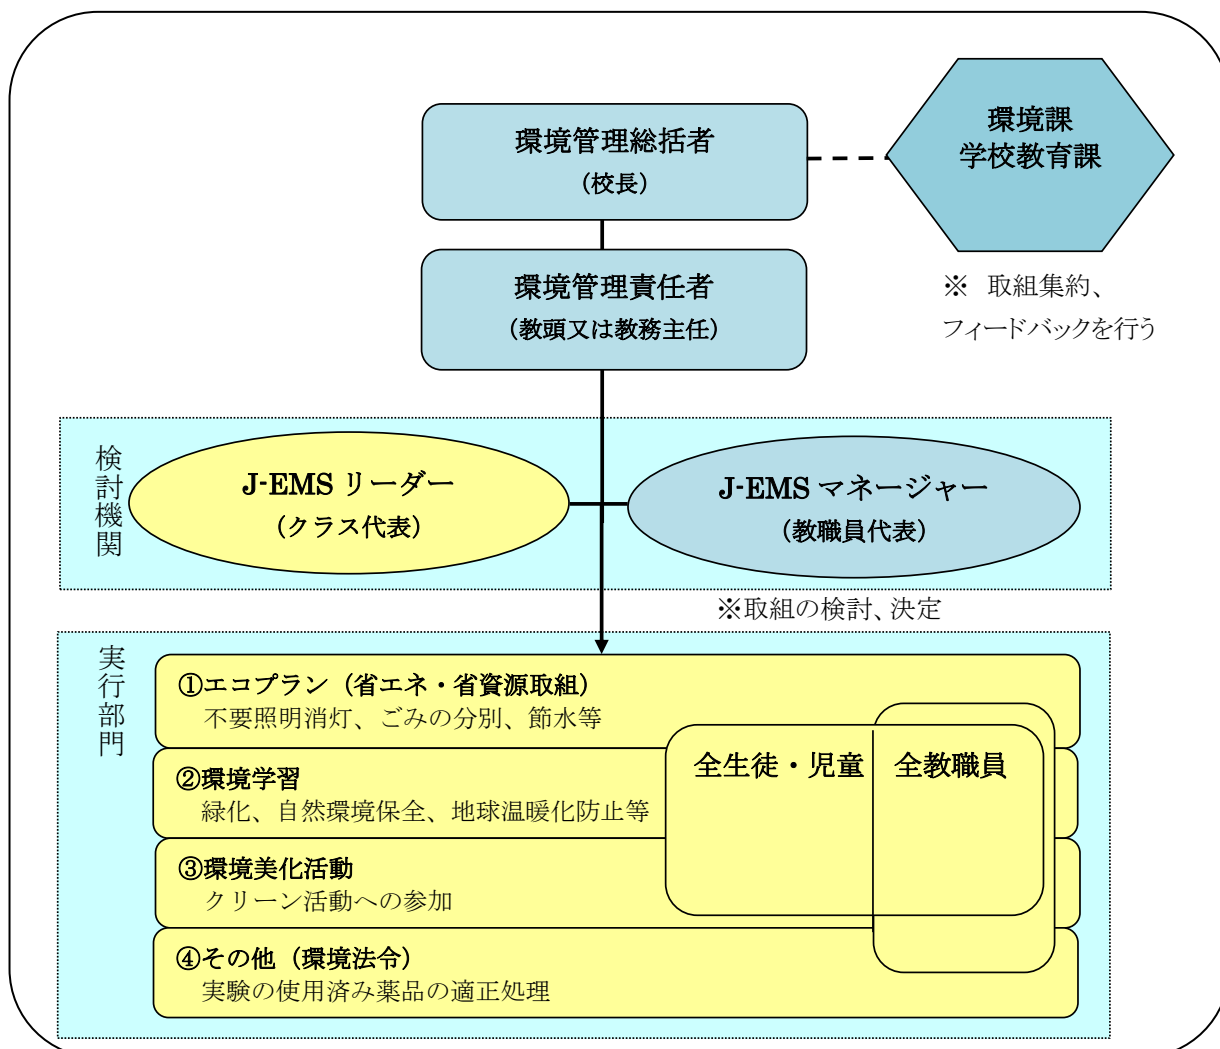 環境管理総括者
（校長）
環境課
学校教育課
環境管理責任者
（教頭又は教務主任）
※　取組集約、
フィードバックを行う
検討機関
J-EMS リーダー
（クラス代表）
J-EMS マネージャー
（教職員代表）
※取組の検討、決定
実行部門
①エコプラン（省エネ・省資源取組）
不要照明消灯、ごみの分別、節水等
②環境学習
緑化、自然環境保全、地球温暖化防止等
③環境美化活動
クリーン活動への参加
④その他（環境法令）
実験の使用済み薬品の適正処理
全生徒・児童
全教職員